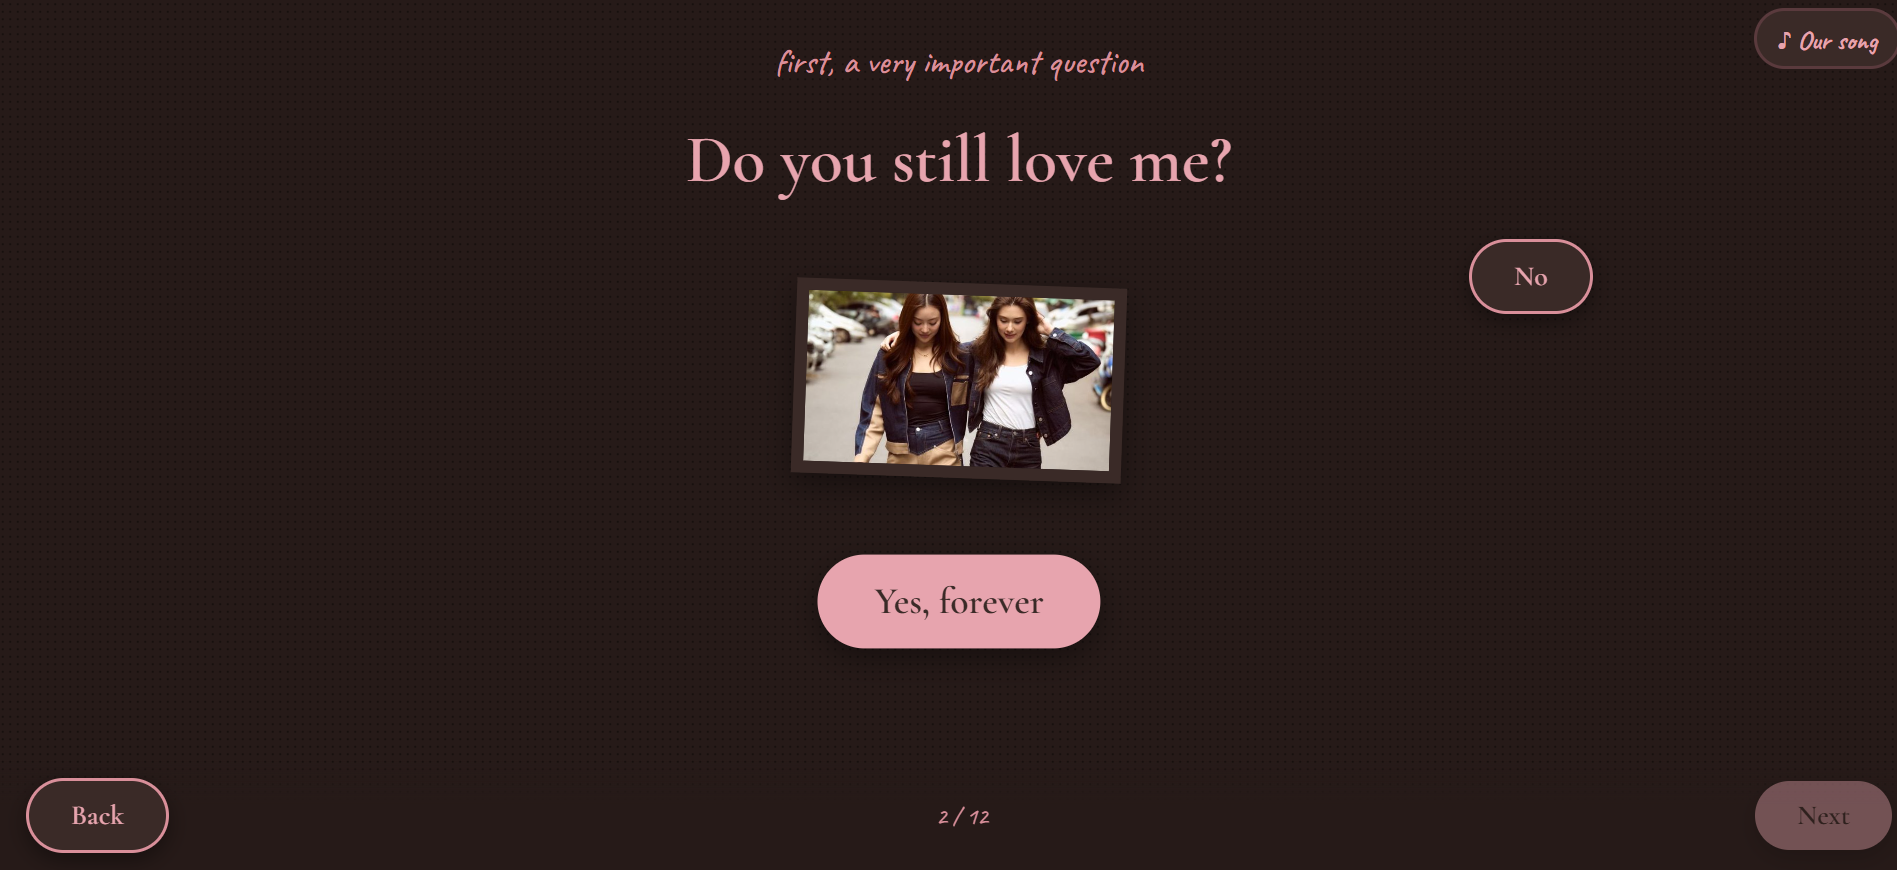 ♪ Our song
first, a very important question
Do you still love me?
No
Yes, forever
Back
2 / 12
Next